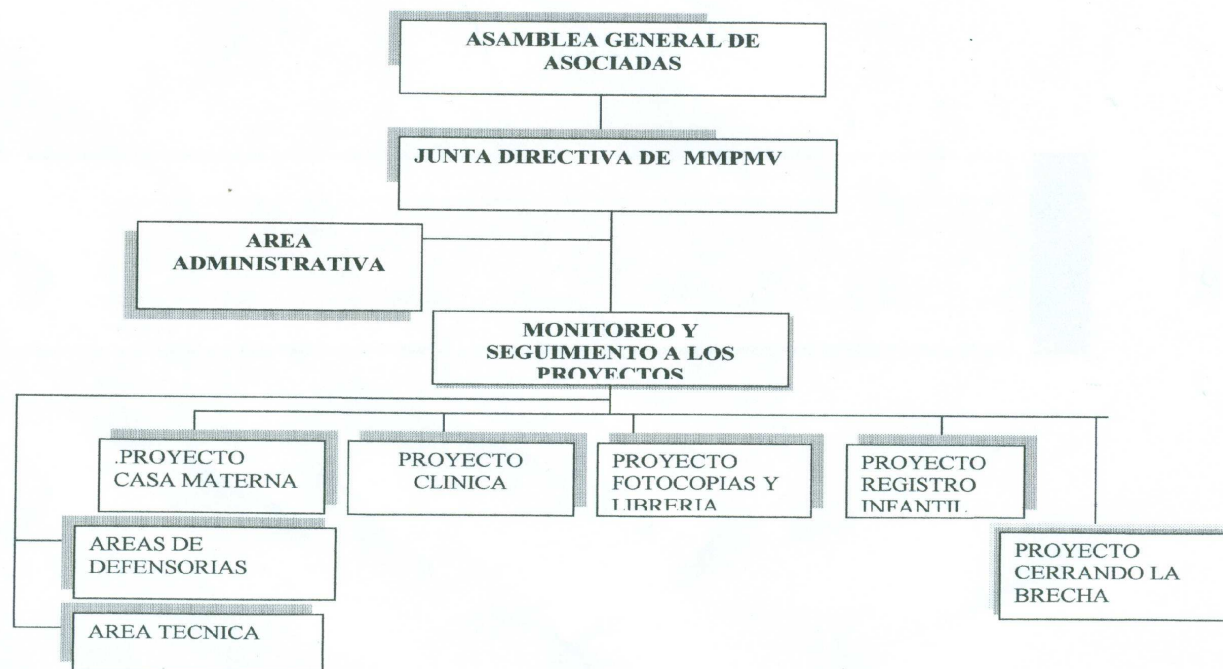 ASAMBLEA GENERAL DE
ASOCIADAS
JUNTA DIRECTIVA DE MMPMV
AREA
ADMINISTRATIVA
MONITOREO Y
SEGUIMIENTO A LOS
PROYECTOS
.PROYECTO
CASA MATERNA
PROYECTO
CLINICA
PROYECTO
FOTOCOPIAS Y
LIBRERIA
PROYECTO
REGISTRO
INFANTIL
PROYECTO
CERRANDO LA
BRECHA
AREAS DE
DEFENSORIAS
AREA TECNICA